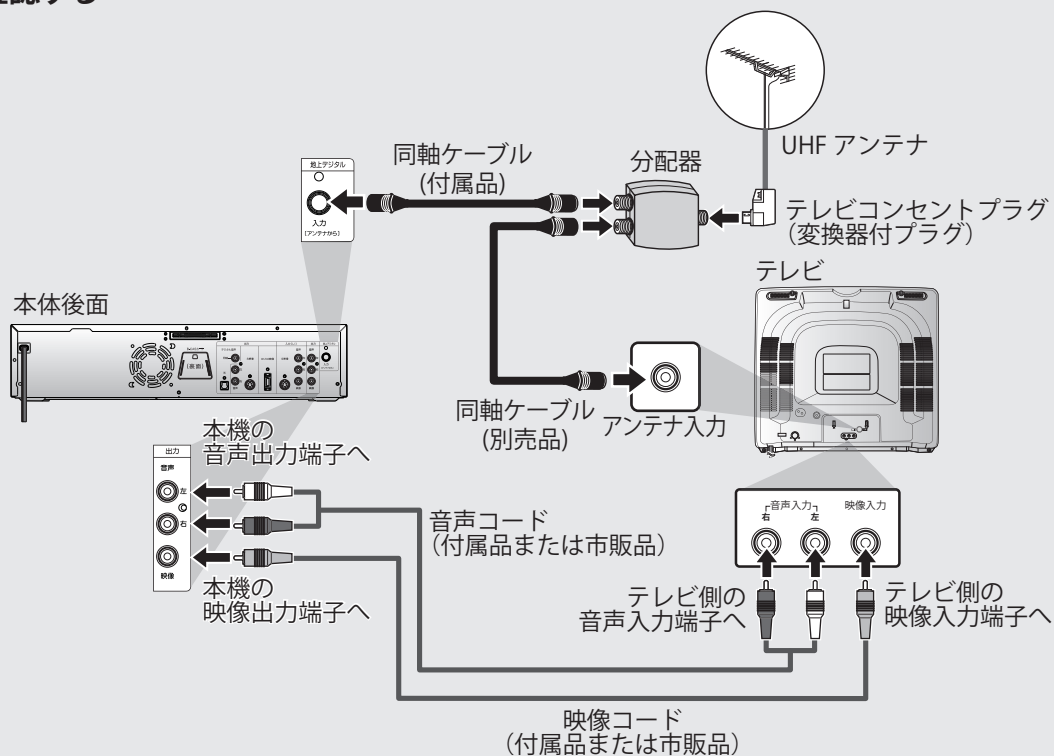 UHF アンテナ
同軸ケーブル
(付属品)
分配器
地上デジタル
入力
(アンテナから)
テレビコンセントプラグ
（変換器付プラグ）
テレビ
本体後面
(裏面)
同軸ケーブル
(別売品)
アンテナ入力
本機の
音声出力端子へ
出力
音声
左
右
映像
音声コード
（付属品または市販品）
本機の
映像出力端子へ
音声入力
右
左
映像入力
テレビ側の
音声入力端子へ
テレビ側の
映像入力端子へ
映像コード
（付属品または市販品）